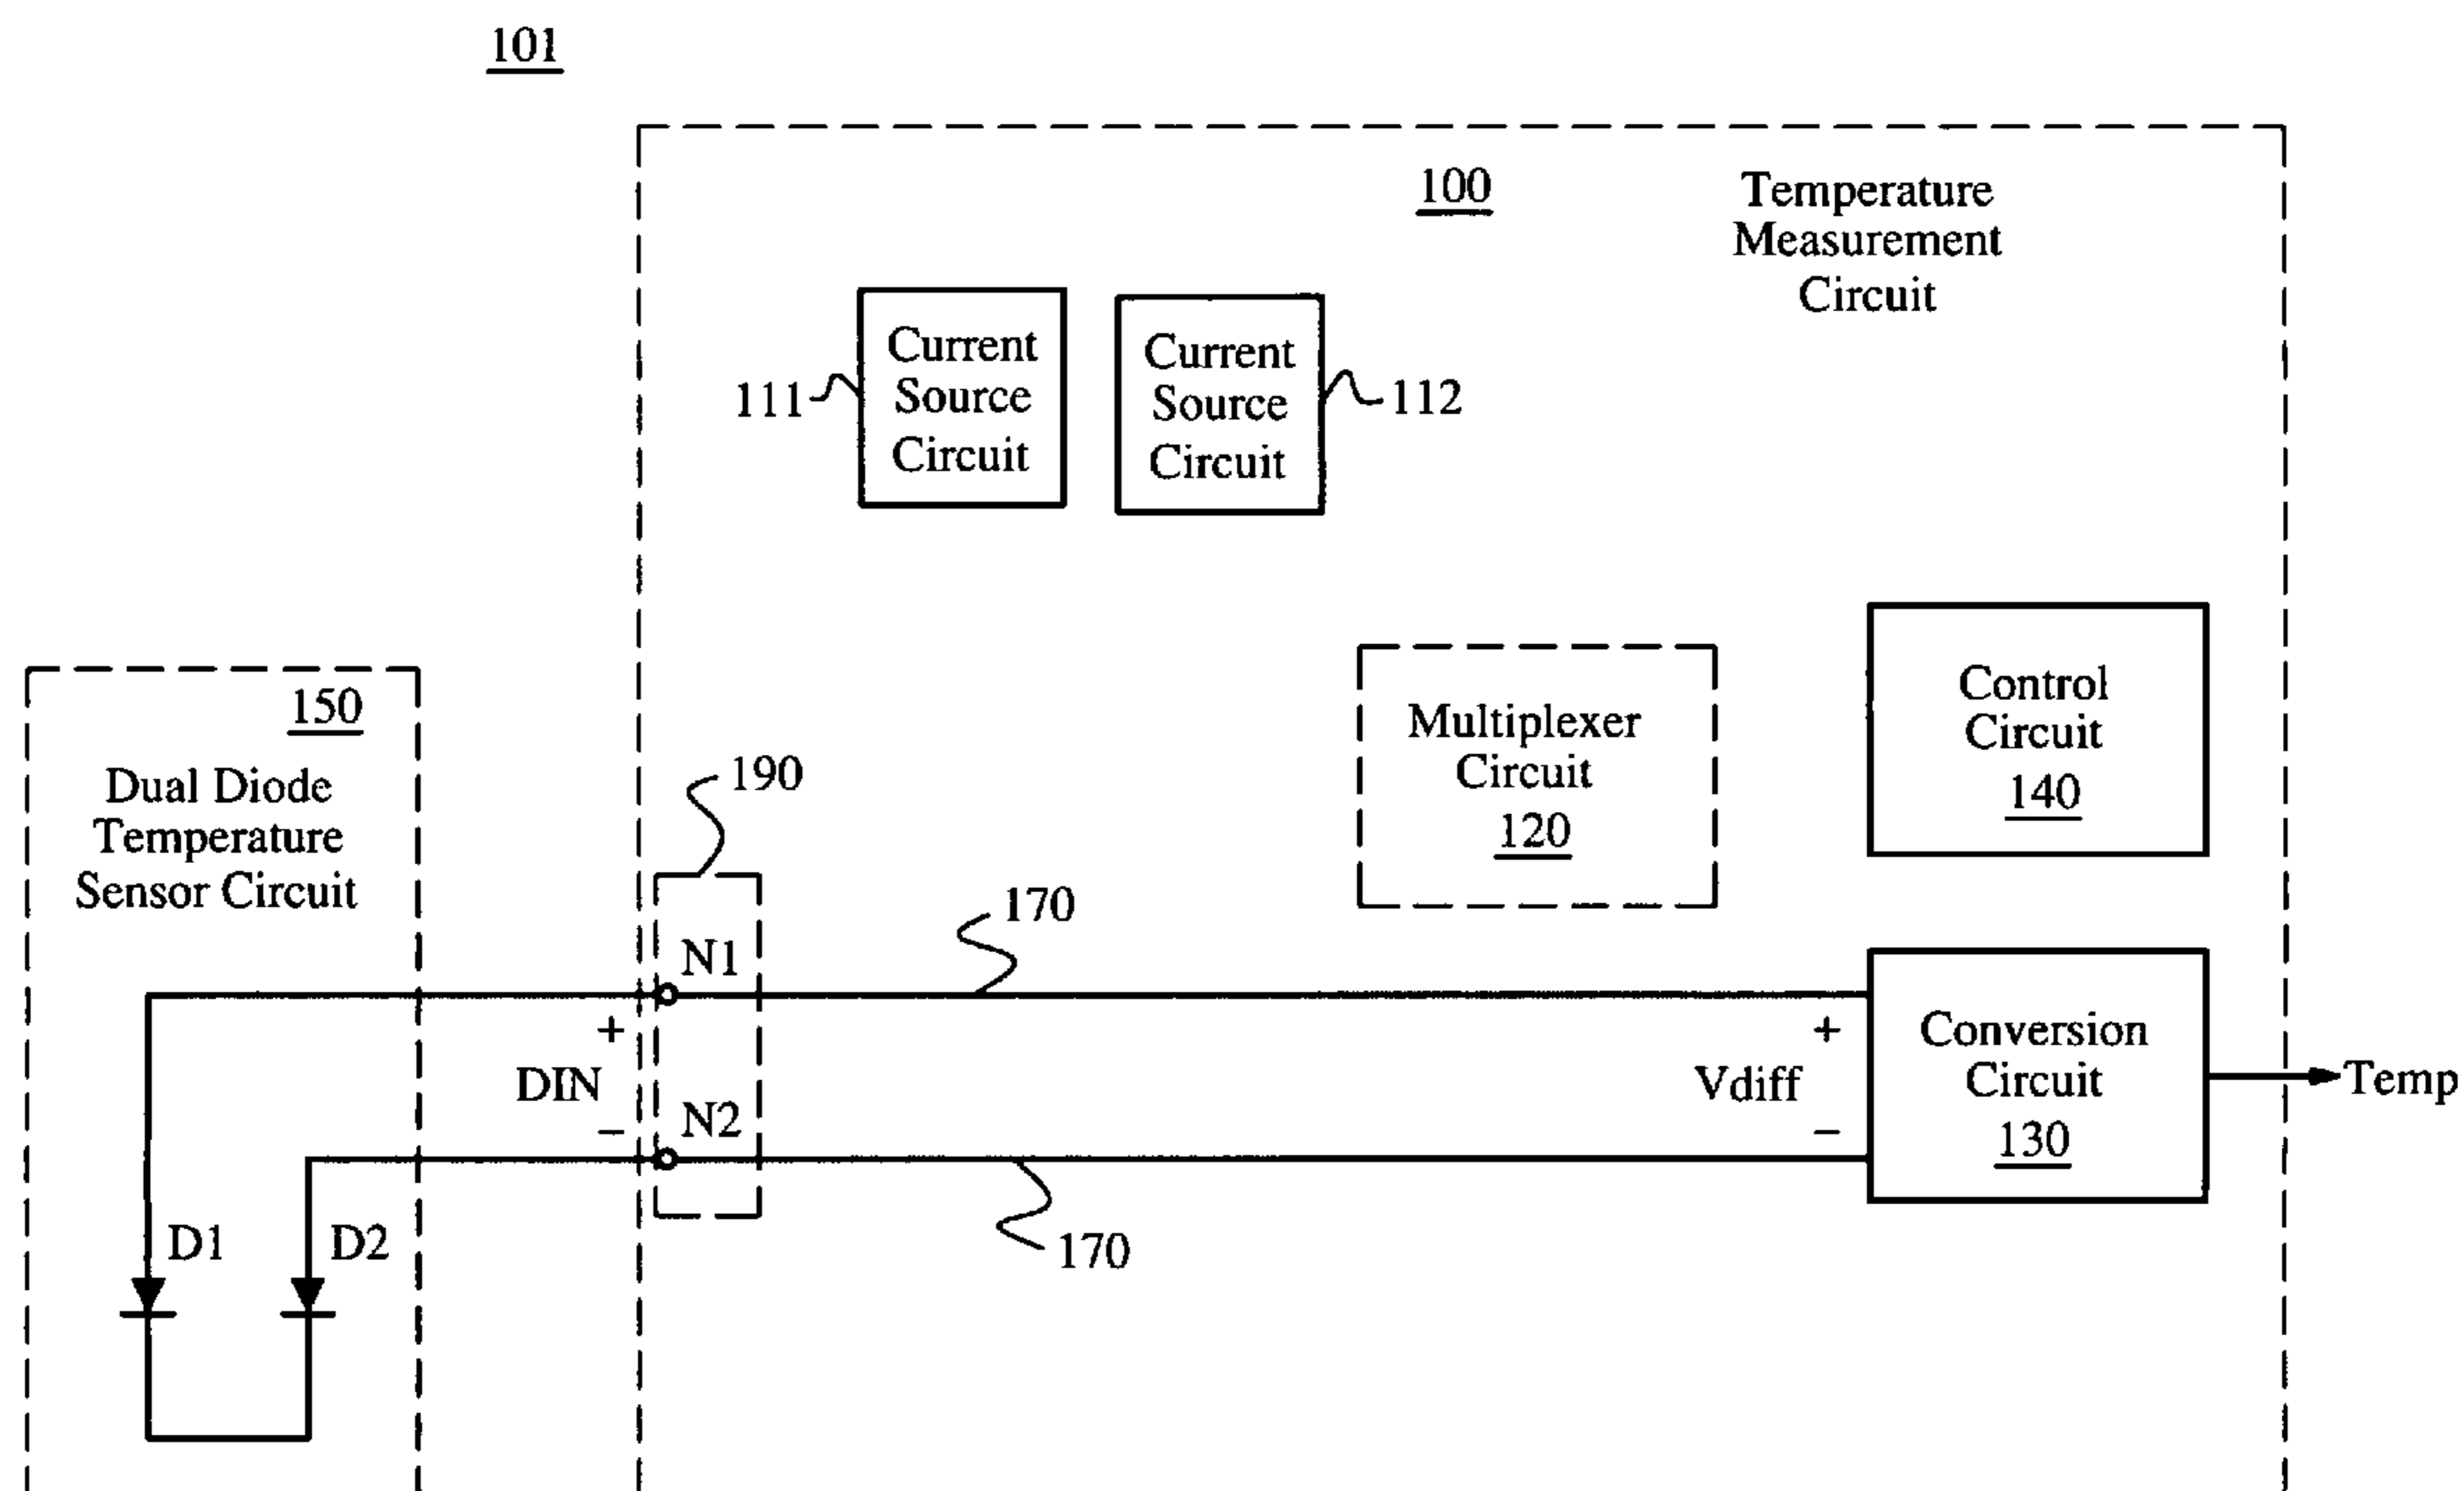 101
100
Temperature
Measurement
Circuit
Current
Source
Circuit
111
Current
Source
Circuit
112
150
Dual Diode
Temperature
Sensor Circuit
190
Multiplexer
Circuit
120
Control
Circuit
140
N1
170
+
DIN
−
N2
170
+
Vdiff
−
Conversion
Circuit
130
Temp
D1
D2